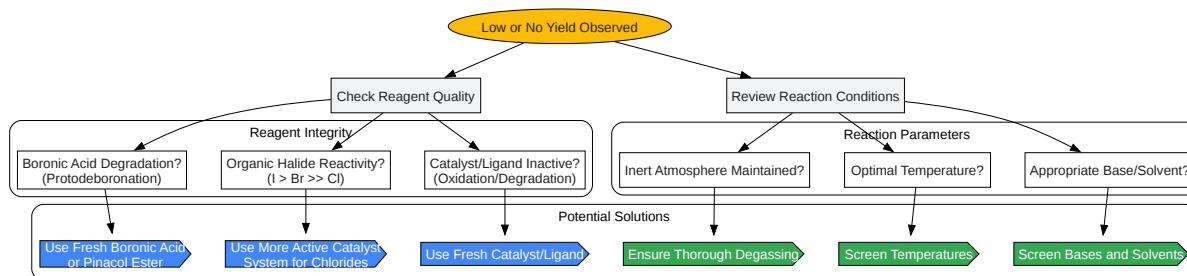 Low or No Yield Observed
Check Reagent Quality
Review Reaction Conditions
Reagent Integrity
Reaction Parameters
Boronic Acid Degradation?
(Protodeboronation)
Organic Halide Reactivity?
(I > Br >> Cl)
Catalyst/Ligand Inactive?
(Oxidation/Degradation)
Inert Atmosphere Maintained?
Optimal Temperature?
Appropriate Base/Solvent?
Potential Solutions
Use Fresh Boronic Acid
or Pinacol Ester
Use More Active Catalyst
System for Chlorides
Use Fresh Catalyst/Ligand
Ensure Thorough Degassing
Screen Temperatures
Screen Bases and Solvents